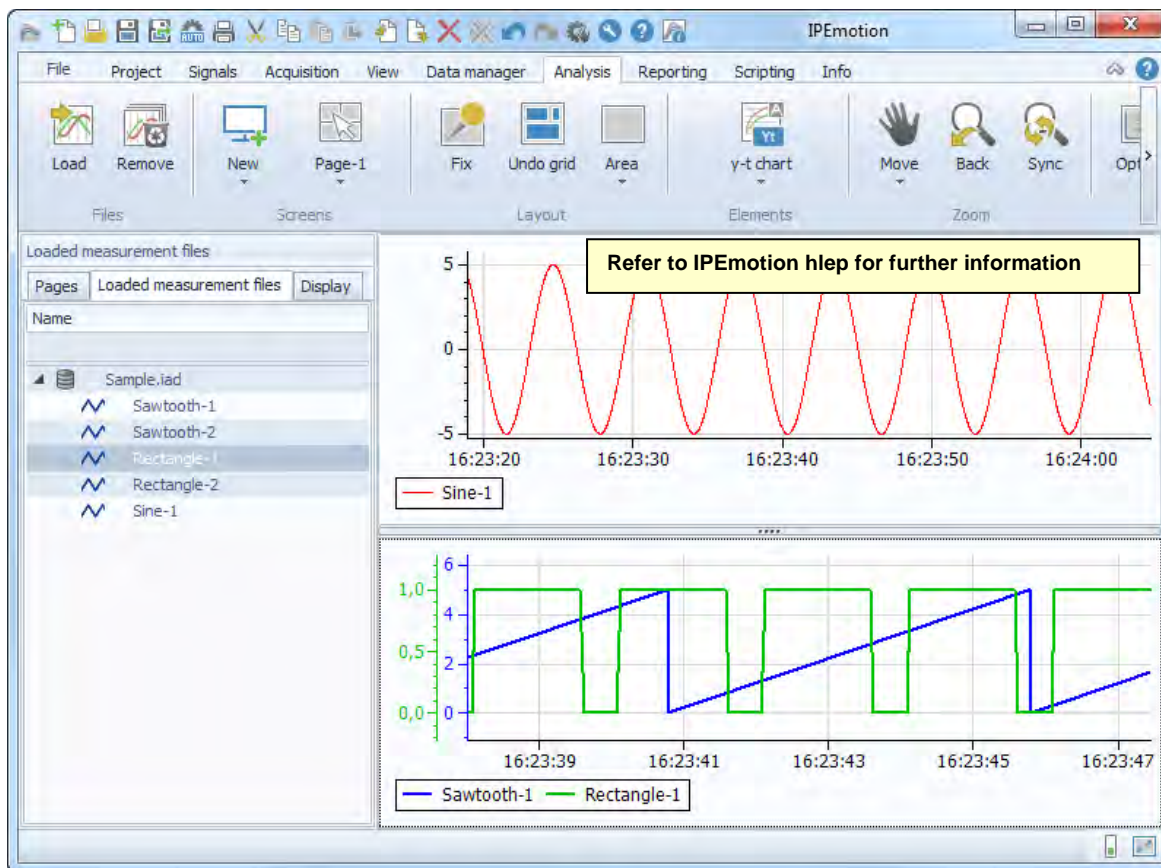 IPEmotion
AUTO
File Project Signals Acquisition View Data manager Analysis Reporting Scripting Info
A
Yt
Load Remove New Page-1 Fix Undo grid Area y-t chart Move Back Sync Opt
Files Screens Layout Elements Zoom
Loaded measurement files
Pages Loaded measurement files Display
Name
Sample.iad
Sawtooth-1
Sawtooth-2
Rectangle-1
Rectangle-2
Sine-1
Refer to IPEmotion hlep for further information
5
0
-5
16:23:20 16:23:30 16:23:40 16:23:50 16:24:00
Sine-1
6
1,0
4
0,5
2
0,0 0
16:23:39 16:23:41 16:23:43 16:23:45 16:23:47
Sawtooth-1 Rectangle-1